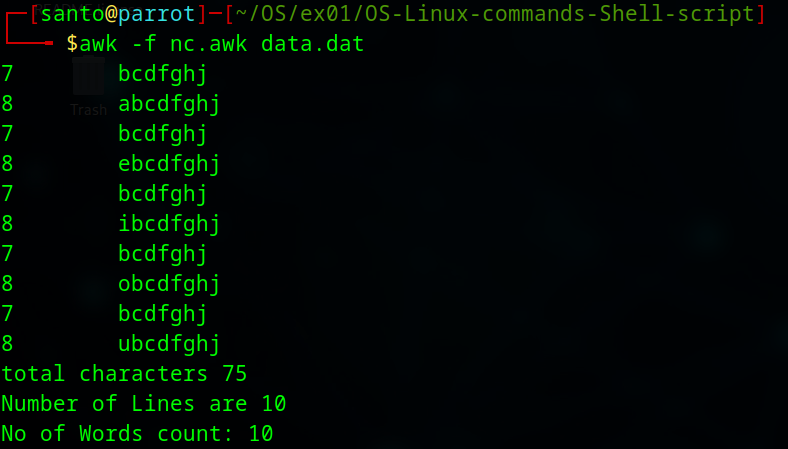 [santo@parrot]-[~/OS/ex01/OS-Linux-commands-Shell-script]
$awk -f nc.awk data.dat
7 bcdfghj
8 abcdfghj
Trash
7 bcdfghj
8 ebcdfghj
7 bcdfghj
8 ibcdfghj
7 bcdfghj
8 obcdfghj
7 bcdfghj
8 ubcdfghj
total characters 75
Number of Lines are 10
No of Words count: 10